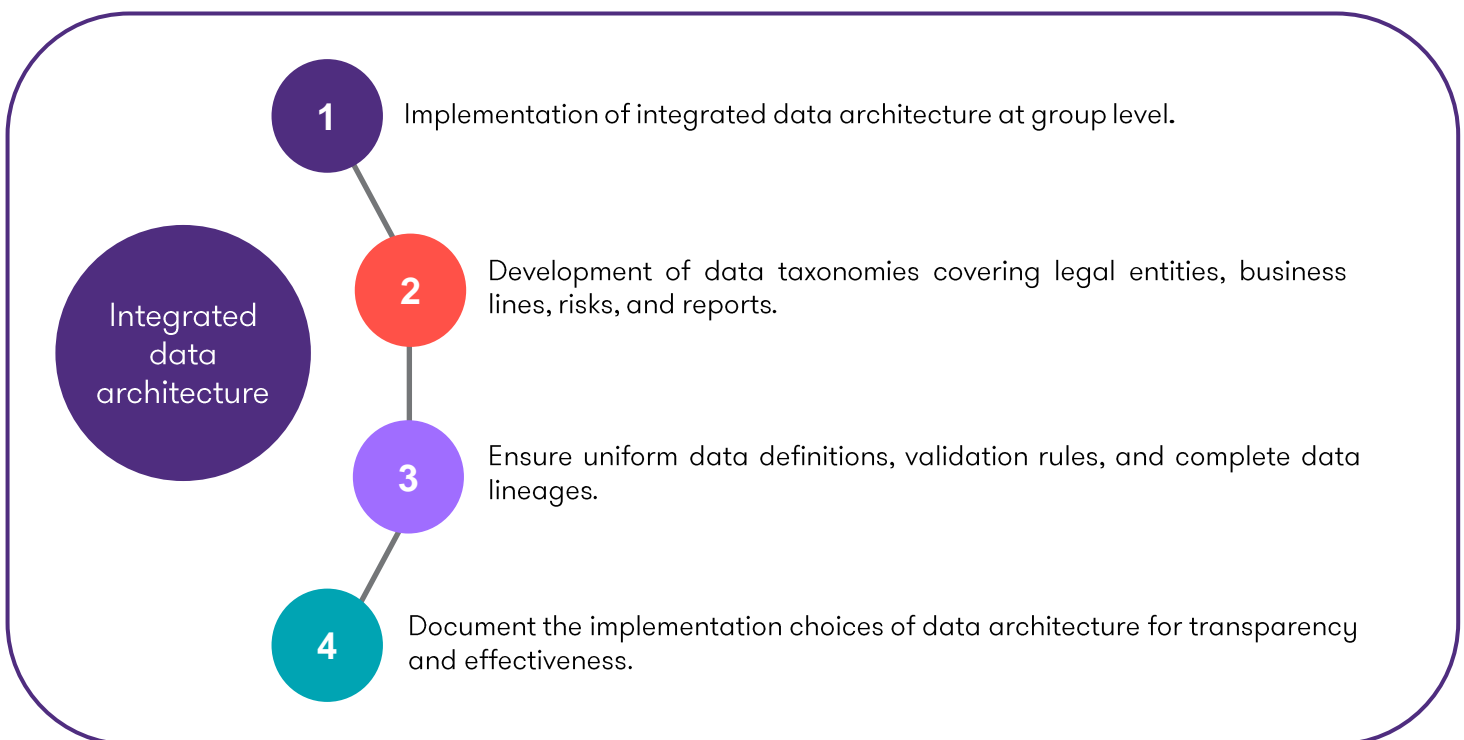 1
Implementation of integrated data architecture at group level.
2
Development of data taxonomies covering legal entities, business
lines, risks, and reports.
Integrated
data
architecture
3
Ensure uniform data definitions, validation rules, and complete data
lineages.
4
Document the implementation choices of data architecture for transparency
and effectiveness.